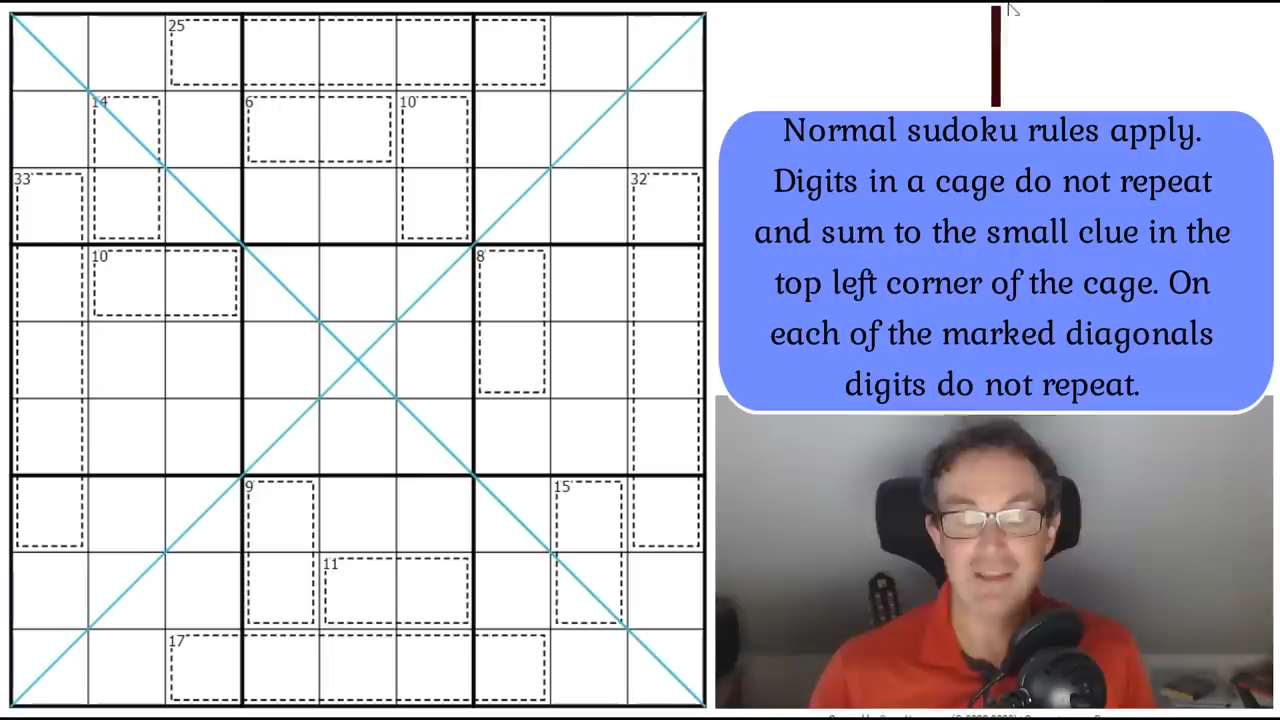 25
14
6
10
33
32
10
8
9
15
11
17
Normal sudoku rules apply.
Digits in a cage do not repeat
and sum to the small clue in the
top left corner of the cage. On
each of the marked diagonals
digits do not repeat.